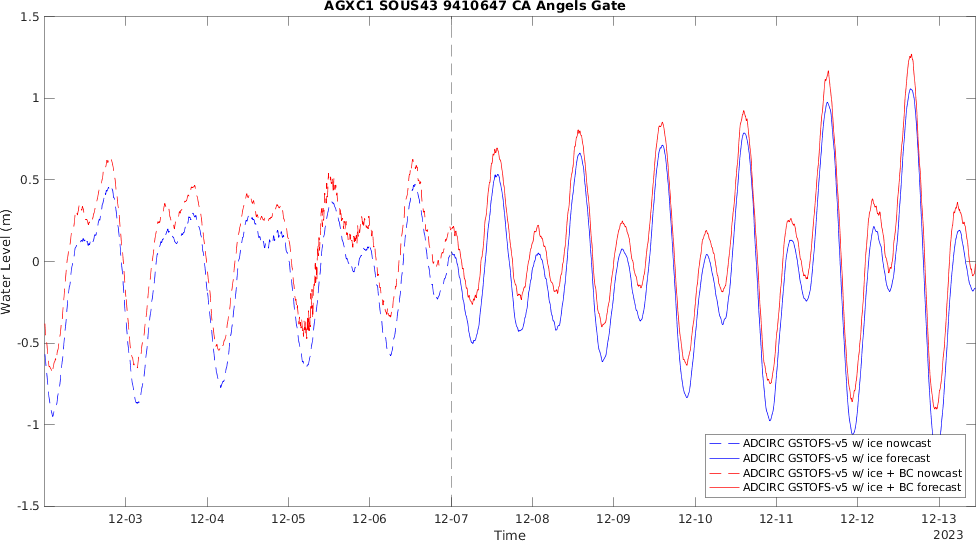 AGXC1 SOUS43 9410647 CA Angels Gate
1.5
1
0.5
0
-0.5
-1
-1.5
Water Level (m)
12-03 12-04 12-05 12-06 12-07 12-08 12-09 12-10 12-11 12-12 12-13
Time
2023
ADCIRC GSTOFS-v5 w/ ice nowcast
ADCIRC GSTOFS-v5 w/ ice forecast
ADCIRC GSTOFS-v5 w/ ice + BC nowcast
ADCIRC GSTOFS-v5 w/ ice + BC forecast